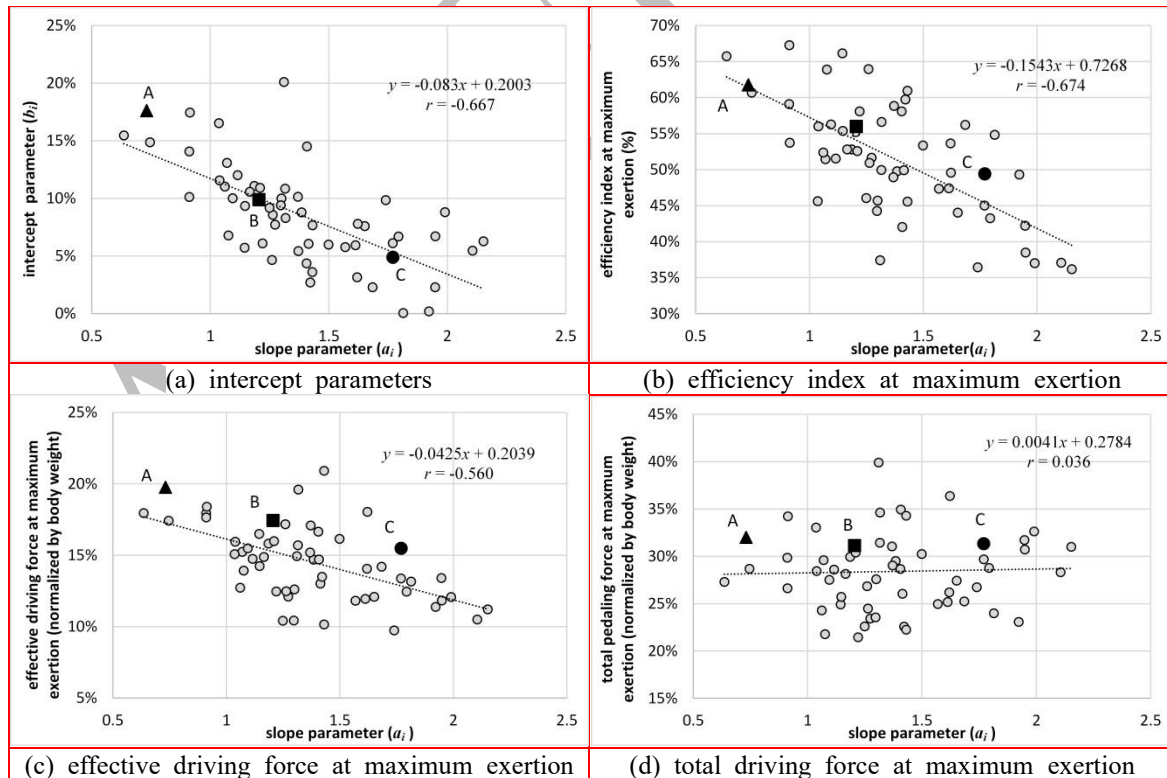 25%
20%
15%
10%
5%
0%
0.5
1
1.5
2
2.5
intercept parameter (bᵢ)
slope parameter (aᵢ )
y = -0.083x + 0.2003
r = -0.667
A
B
C
(a) intercept parameters
70%
65%
60%
55%
50%
45%
40%
35%
30%
0.5
1
1.5
2
2.5
efficiency index at maximum
exertion (%)
slope parameter(aᵢ )
y = -0.1543x + 0.7268
r = -0.674
A
B
C
(b) efficiency index at maximum exertion
25%
20%
15%
10%
5%
0.5
1
1.5
2
2.5
effective driving force at maximum
exertion (normalized by body weight)
slope parameter (aᵢ )
y = -0.0425x + 0.2039
r = -0.560
A
B
C
(c) effective driving force at maximum exertion
45%
40%
35%
30%
25%
20%
15%
0.5
1
1.5
2
2.5
total pedaling force at maxmum
exertion (normalized by body weight)
slope parameter (aᵢ )
y = 0.0041x + 0.2784
r = 0.036
A
B
C
(d) total driving force at maximum exertion